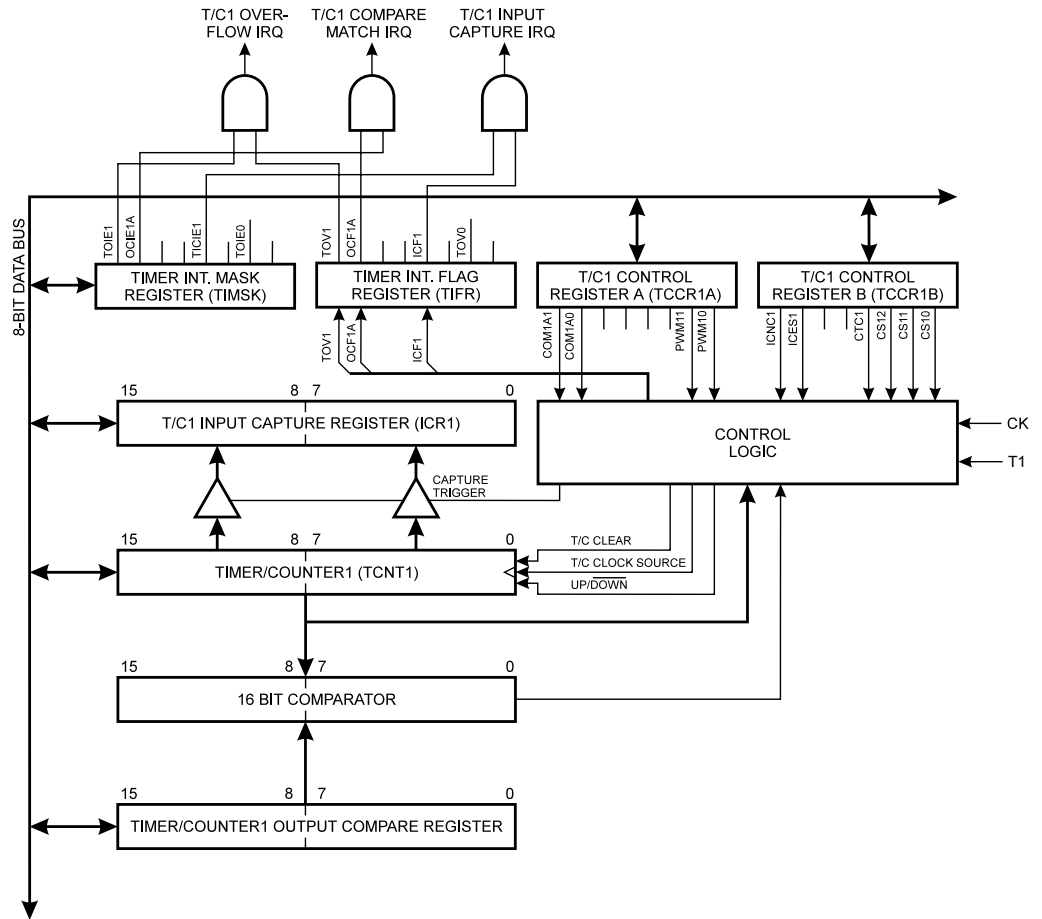 T/C1 OVER-
FLOW IRQ
T/C1 COMPARE
MATCH IRQ
T/C1 INPUT
CAPTURE IRQ
8-BIT DATA BUS
TOIE1
OCIE1A
TICIE1
TOIE0
TOV1
OCF1A
ICF1
TOV0
TIMER INT. MASK
REGISTER (TIMSK)
TIMER INT. FLAG
REGISTER (TIFR)
T/C1 CONTROL
REGISTER A (TCCR1A)
T/C1 CONTROL
REGISTER B (TCCR1B)
TOV1
OCF1A
ICF1
COM1A1
COM1A0
PWM11
PWM10
ICNC1
ICES1
CTC1
CS12
CS11
CS10
15 8 7 0
T/C1 INPUT CAPTURE REGISTER (ICR1)
CONTROL
LOGIC
CK
T1
CAPTURE
TRIGGER
15 8 7 0
TIMER/COUNTER1 (TCNT1)
T/C CLEAR
T/C CLOCK SOURCE
UP/DOWN
15 8 7 0
16 BIT COMPARATOR
15 8 7 0
TIMER/COUNTER1 OUTPUT COMPARE REGISTER